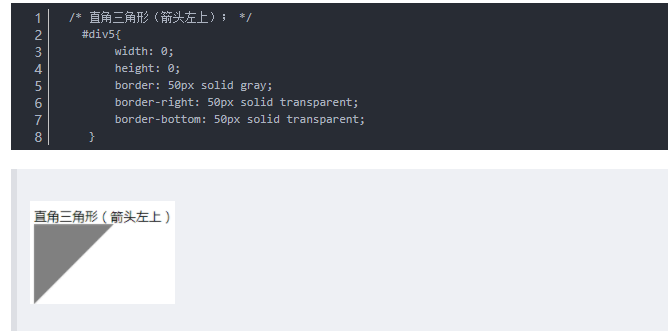 1 /* 直角三角形（箭头左上）； */
2 #div5{
3 width: 0;
4 height: 0;
5 border: 50px solid gray;
6 border-right: 50px solid transparent;
7 border-bottom: 50px solid transparent;
8 }
直角三角形（箭头左上）